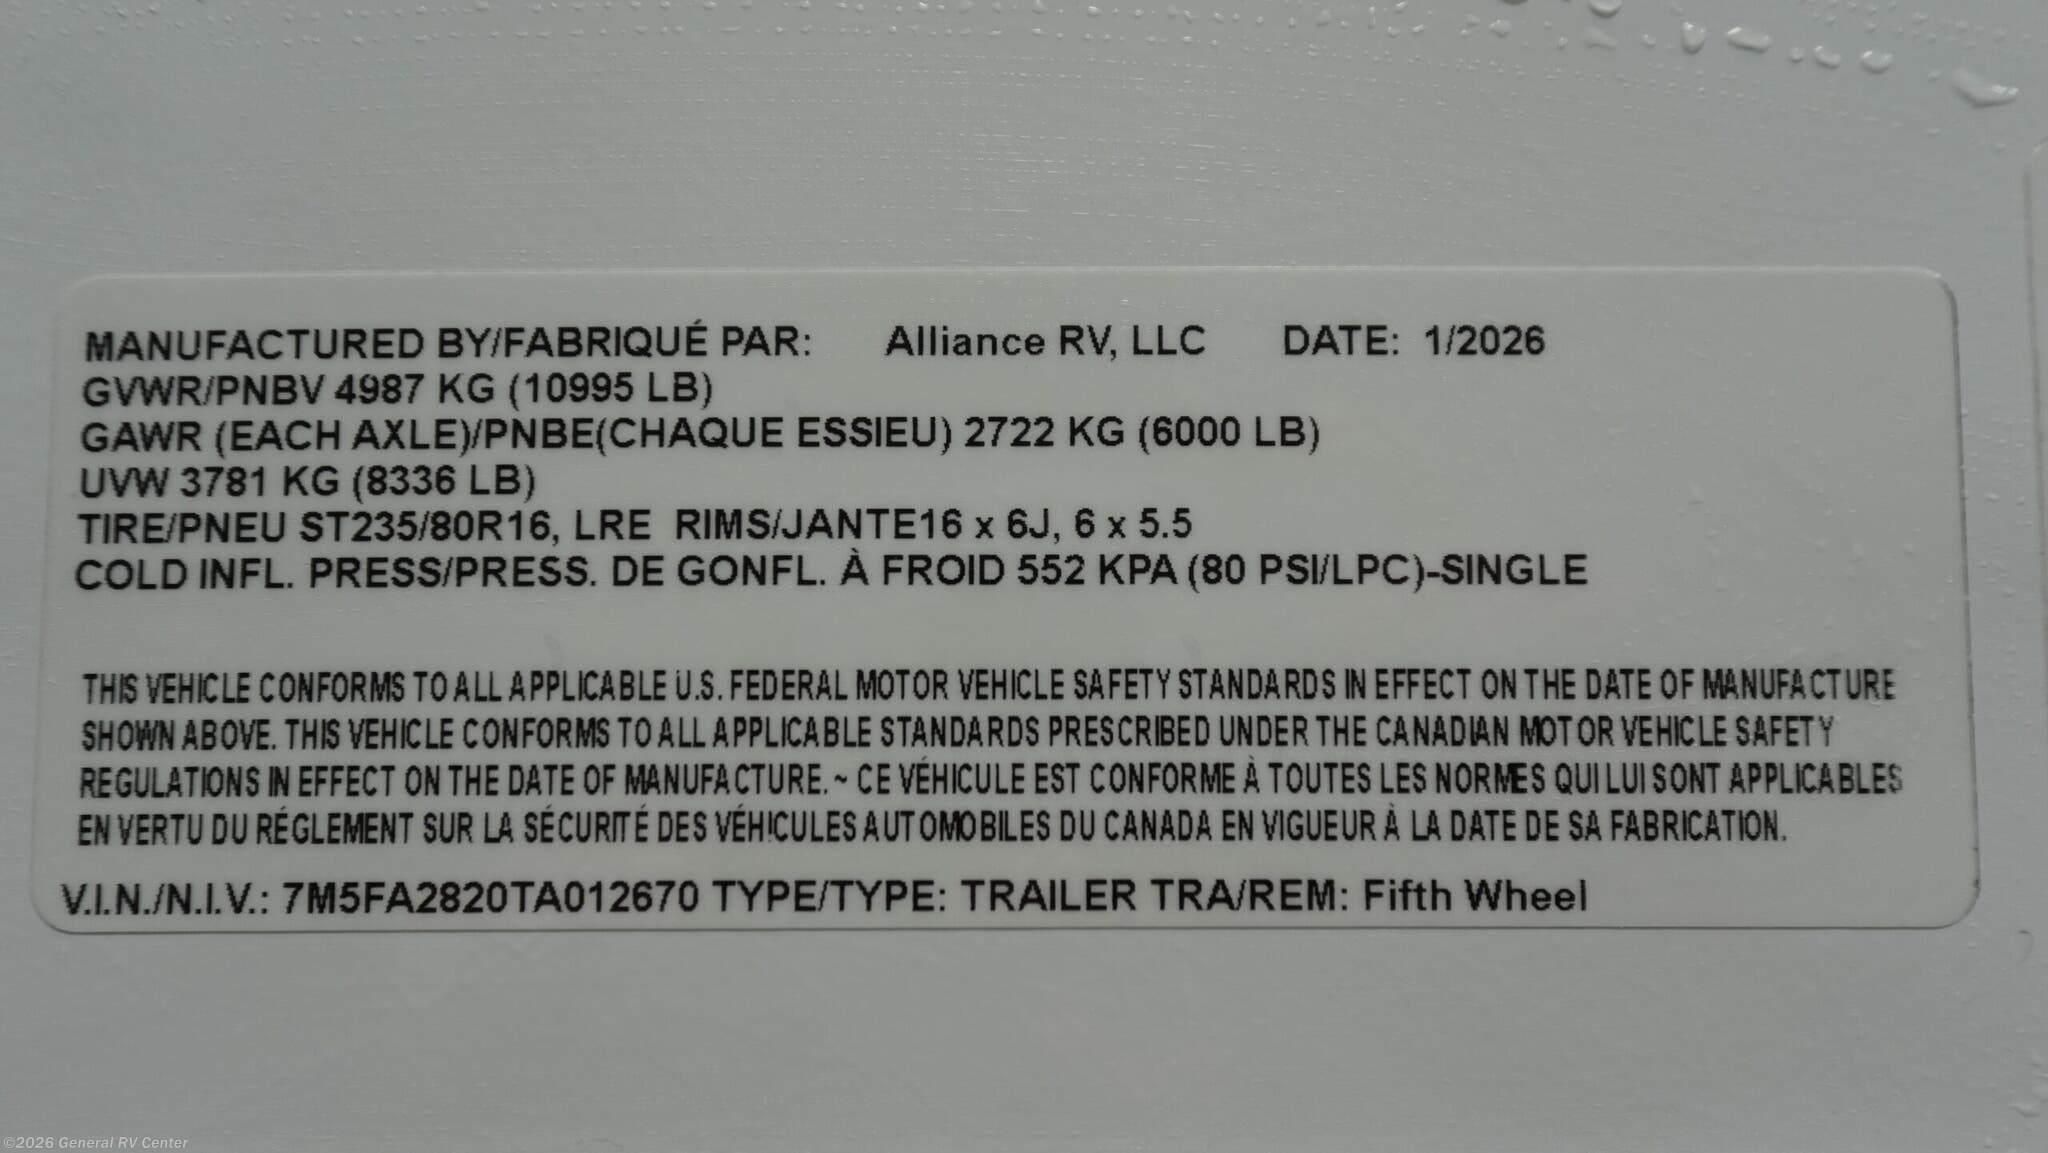 MANUFACTURED BY/FABRIQUÉ PAR: Alliance RV, LLC DATE: 1/2026
GVWR/PNBV 4987 KG (10995 LB)
GAWR (EACH AXLE)/PNBE(CHAQUE ESSIEU) 2722 KG (6000 LB)
UVW 3781 KG (8336 LB)
TIRE/PNEU ST235/80R16, LRE RIMS/JANTE16 x 6J, 6 x 5.5
COLD INFL. PRESS/PRESS. DE GONFL. À FROID 552 KPA (80 PSI/LPC)-SINGLE
THIS VEHICLE CONFORMS TO ALL APPLICABLE U.S. FEDERAL MOTOR VEHICLE SAFETY STANDARDS IN EFFECT ON THE DATE OF MANUFACTURE
SHOWN ABOVE. THIS VEHICLE CONFORMS TO ALL APPLICABLE STANDARDS PRESCRIBED UNDER THE CANADIAN MOTOR VEHICLE SAFETY
REGULATIONS IN EFFECT ON THE DATE OF MANUFACTURE. ~ CE VÉHICULE EST CONFORME À TOUTES LES NORMES QUI LUI SONT APPLICABLES
EN VERTU DU RÉGLEMENT SUR LA SÉCURITÉ DES VÉHICULES AUTOMOBILES DU CANADA EN VIGUEUR À LA DATE DE SA FABRICATION.
V.I.N./N.I.V.: 7M5FA2820TA012670 TYPE/TYPE: TRAILER TRA/REM: Fifth Wheel
©2026 General RV Center